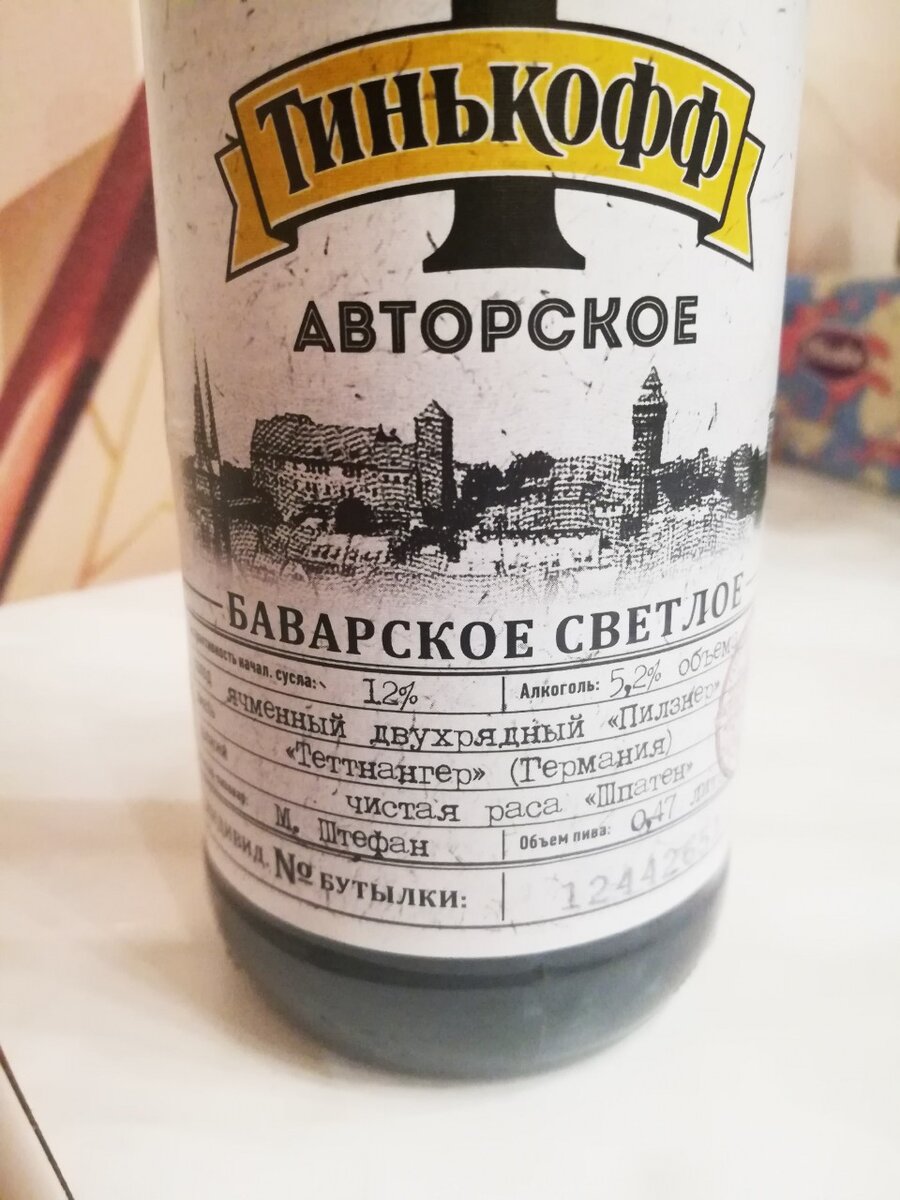 Тинькофф
АВТОРСКОЕ
БАВАРСКОЕ СВЕТЛОЕ
начал. сусла: 12% Алкоголь: 5,2% объем
ячменный двухрядный «Пилзнер»
«Теттнангер» (Германия)
чистая раса «Шпатен»
М. Штефан Объем пива: 0,47
№ БУТЫЛКИ: